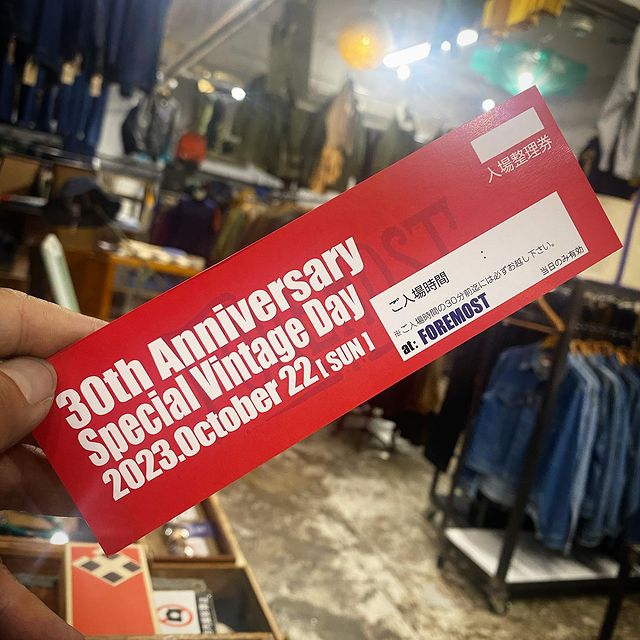 30th Anniversary
Special Vintage Day
2023.October 22 [ SUN ]
入場整理券
ご入場時間 :
※ご入場時間の30分前迄には必ずお越し下さい。
当日のみ有効
at: FOREMOST